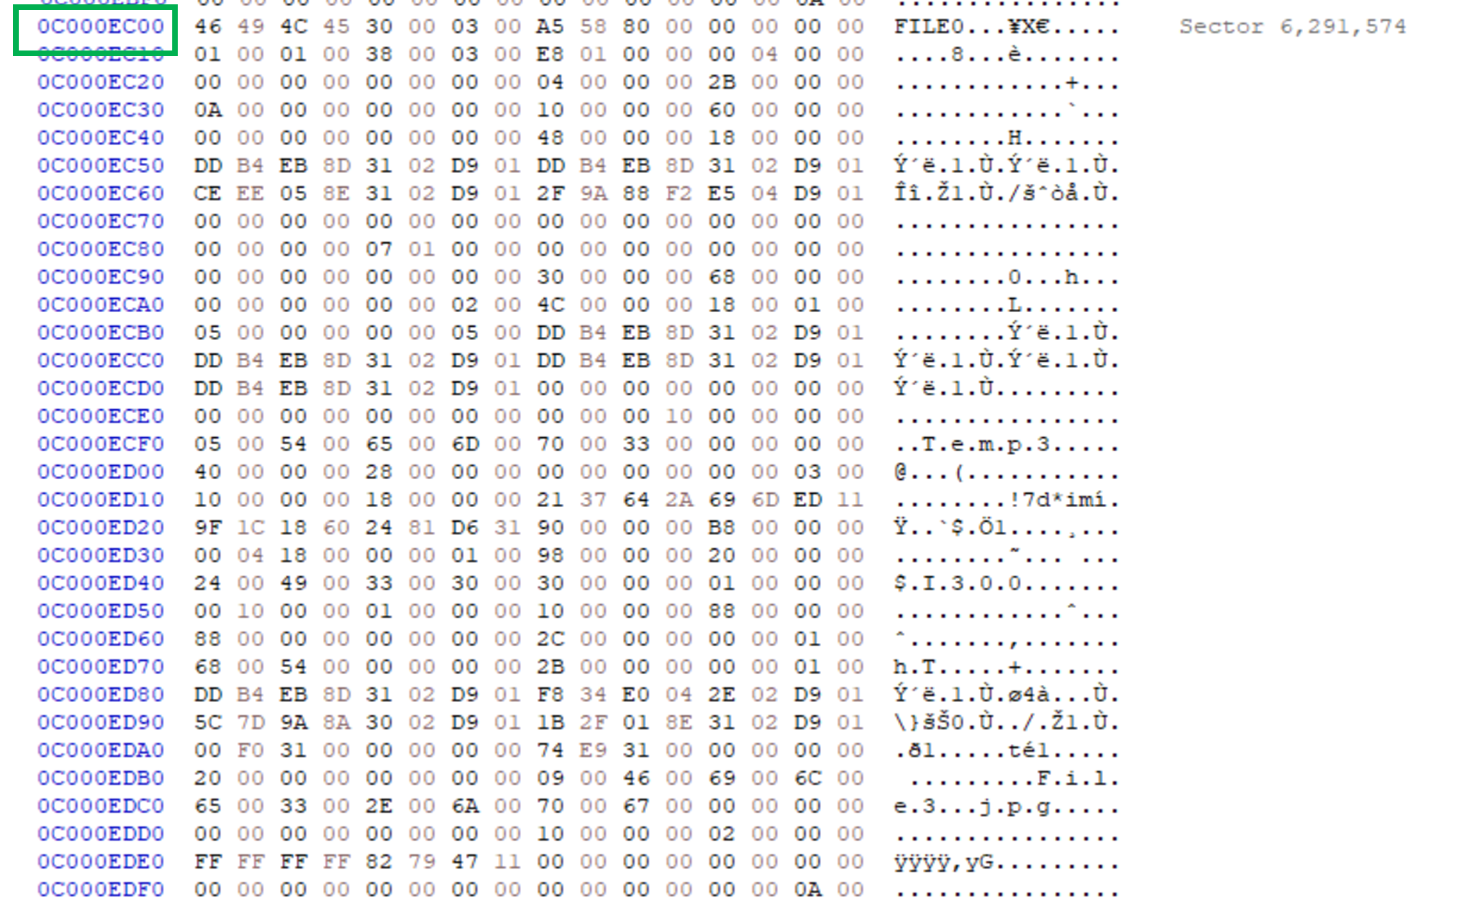 0C000EC00 46 49 4C 45 30 00 03 00 A5 58 80 00 00 00 00 00 FILE0...¥X€..... Sector 6,291,574
0C000EC10 01 00 01 00 38 00 03 00 E8 01 00 00 00 04 00 00 ....8...è.......
0C000EC20 00 00 00 00 00 00 00 00 04 00 00 00 2B 00 00 00 ............+...
0C000EC30 0A 00 00 00 00 00 00 00 10 00 00 00 60 00 00 00 ............`...
0C000EC40 00 00 00 00 00 00 00 00 48 00 00 00 18 00 00 00 ........H.......
0C000EC50 DD B4 EB 8D 31 02 D9 01 DD B4 EB 8D 31 02 D9 01 Ý´ë.1.Ù.Ý´ë.1.Ù.
0C000EC60 CE EE 05 8E 31 02 D9 01 2F 9A 88 F2 E5 04 D9 01 Îî.Ž1.Ù./šˆòå.Ù.
0C000EC70 00 00 00 00 00 00 00 00 00 00 00 00 00 00 00 00 ................
0C000EC80 00 00 00 00 07 01 00 00 00 00 00 00 00 00 00 00 ................
0C000EC90 00 00 00 00 00 00 00 00 30 00 00 00 68 00 00 00 ........0...h...
0C000ECA0 00 00 00 00 00 00 02 00 4C 00 00 00 18 00 01 00 ........L.......
0C000ECB0 05 00 00 00 00 00 05 00 DD B4 EB 8D 31 02 D9 01 ........Ý´ë.1.Ù.
0C000ECC0 DD B4 EB 8D 31 02 D9 01 DD B4 EB 8D 31 02 D9 01 Ý´ë.1.Ù.Ý´ë.1.Ù.
0C000ECD0 DD B4 EB 8D 31 02 D9 01 00 00 00 00 00 00 00 00 Ý´ë.1.Ù.........
0C000ECE0 00 00 00 00 00 00 00 00 00 00 00 10 00 00 00 00 ................
0C000ECF0 05 00 54 00 65 00 6D 00 70 00 33 00 00 00 00 00 ..T.e.m.p.3.....
0C000ED00 40 00 00 00 28 00 00 00 00 00 00 00 00 00 03 00 @...(...........
0C000ED10 10 00 00 00 18 00 00 00 21 37 64 2A 69 6D ED 11 ........!7d*imí.
0C000ED20 9F 1C 18 60 24 81 D6 31 90 00 00 00 B8 00 00 00 Ÿ..`$.Ö1....¸...
0C000ED30 00 04 18 00 00 00 01 00 98 00 00 00 20 00 00 00 ........˜... ...
0C000ED40 24 00 49 00 33 00 30 00 30 00 00 00 01 00 00 00 $.I.3.0.0.......
0C000ED50 00 10 00 00 01 00 00 00 10 00 00 00 88 00 00 00 ............ˆ...
0C000ED60 88 00 00 00 00 00 00 00 2C 00 00 00 00 00 01 00 ˆ.......,.......
0C000ED70 68 00 54 00 00 00 00 00 2B 00 00 00 00 00 01 00 h.T.....+.......
0C000ED80 DD B4 EB 8D 31 02 D9 01 F8 34 E0 04 2E 02 D9 01 Ý´ë.1.Ù.ø4à...Ù.
0C000ED90 5C 7D 9A 8A 30 02 D9 01 1B 2F 01 8E 31 02 D9 01 \}šŠ0.Ù../.Ž1.Ù.
0C000EDA0 00 F0 31 00 00 00 00 00 74 E9 31 00 00 00 00 00 .ð1.....té1.....
0C000EDB0 20 00 00 00 00 00 00 00 09 00 46 00 69 00 6C 00 .........F.i.l.
0C000EDC0 65 00 33 00 2E 00 6A 00 70 00 67 00 00 00 00 00 e.3...j.p.g.....
0C000EDD0 00 00 00 00 00 00 00 00 10 00 00 00 02 00 00 00 ................
0C000EDE0 FF FF FF FF 82 79 47 11 00 00 00 00 00 00 00 00 ÿÿÿÿ‚yG.........
0C000EDF0 00 00 00 00 00 00 00 00 00 00 00 00 00 00 0A 00 ................